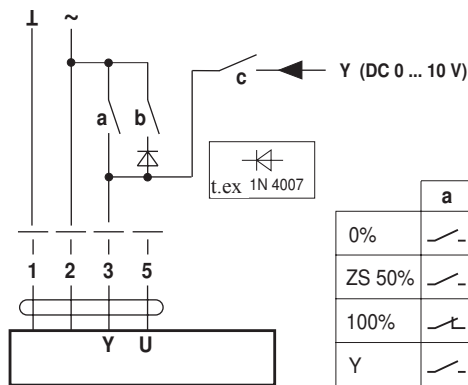 ⊥ ~
a b c Y (DC 0 ... 10 V)
t.ex 1N 4007
1 2 3 5
Y U
a
0%
ZS 50%
100%
Y